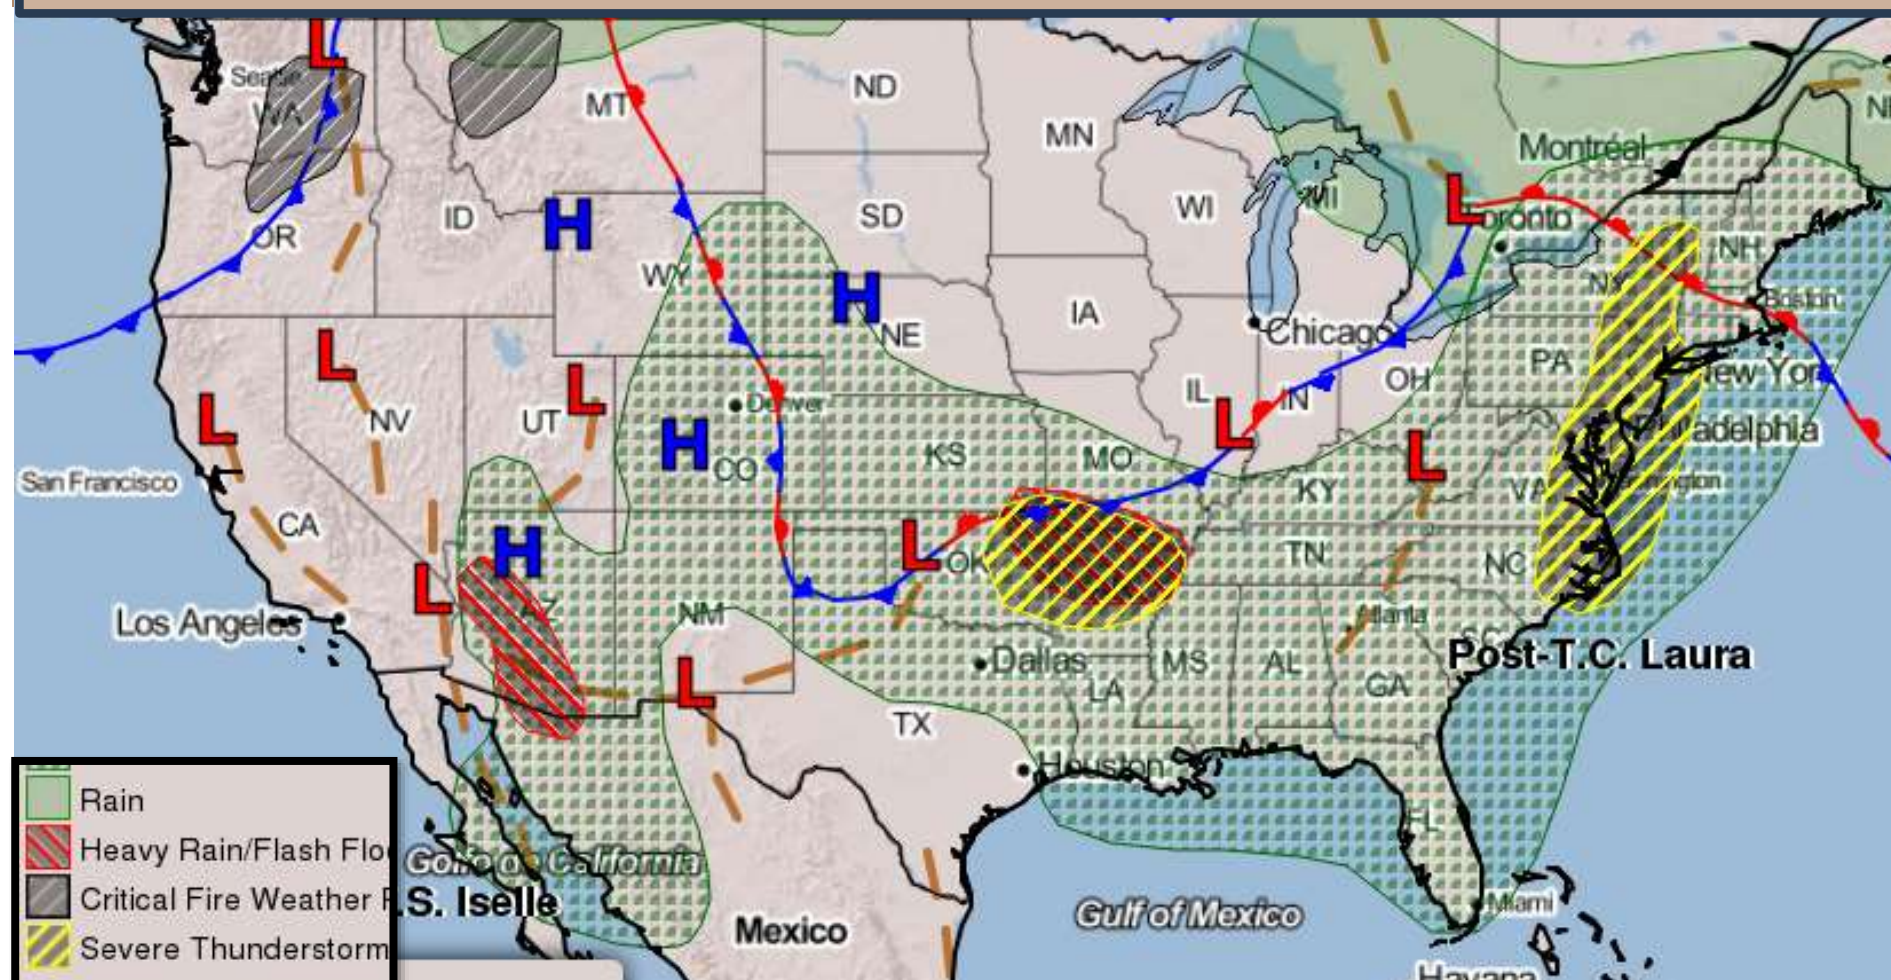 L
Seattle
WA
MT
ND
MN
Montréal
OR
ID
H
SD
WI
MI
L
Toronto
NH
WY
H
NE
IA
NY
Boston
Chicago
L
L
L
NV
UT
Denver
H
CO
KS
MO
IL
L
IN
OH
PA
New York
Philadelphia
L
San Francisco
CA
H
L
OK
KY
VA
TN
NC
L
AZ
NM
Los Angeles
L
Dallas
TX
LA
MS
AL
Atlanta
GA
SC
Post-T.C. Laura
Houston
FL
Miami
Rain
Heavy Rain/Flash Flo
Critical Fire Weather
Severe Thunderstorm
Golfo de California
.S. Iselle
Mexico
Gulf of Mexico
Havana